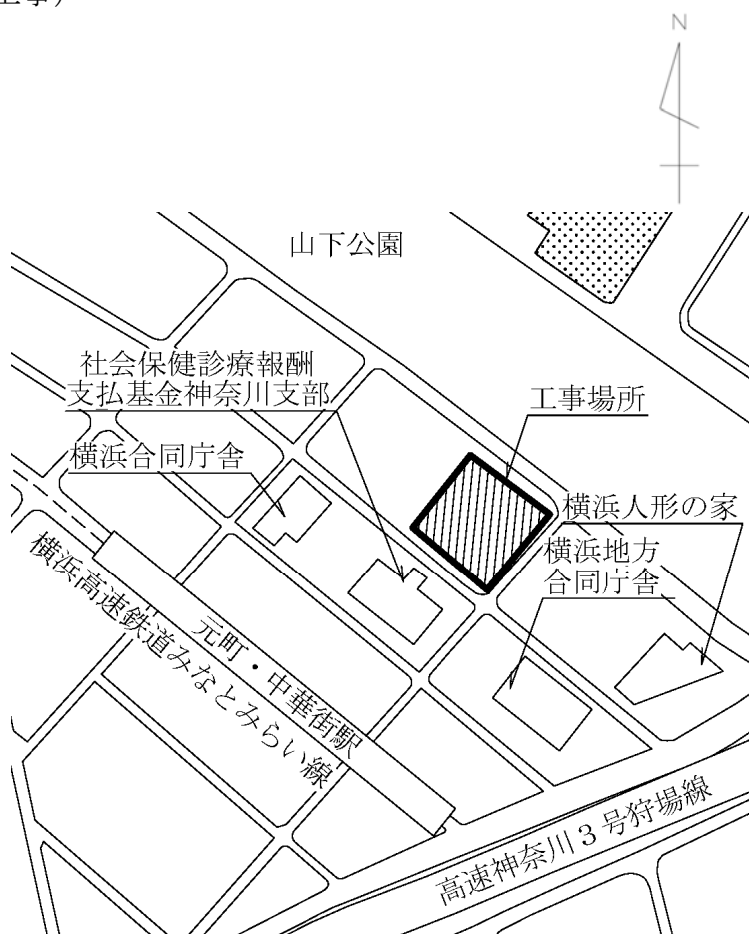 工事）
N
山下公園
社会保健診療報酬
支払基金神奈川支部
工事場所
横浜合同庁舎
横浜人形の家
横浜地方
合同庁舎
元町・中華街駅
横浜高速鉄道みなとみらい線
高速神奈川３号狩場線